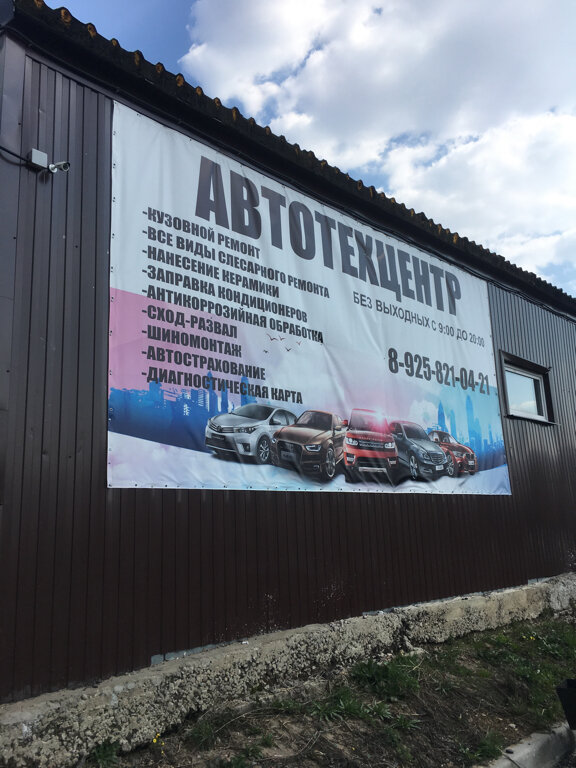 АВТОТЕХЦЕНТР
БЕЗ ВЫХОДНЫХ С 9:00 ДО 20:00
-КУЗОВНОЙ РЕМОНТ
-ВСЕ ВИДЫ СЛЕСАРНОГО РЕМОНТА
-НАНЕСЕНИЕ КЕРАМИКИ
-ЗАПРАВКА КОНДИЦИОНЕРОВ
-АНТИКОРРОЗИЙНАЯ ОБРАБОТКА
-СХОД-РАЗВАЛ
-ШИНОМОНТАЖ
-АВТОСТРАХОВАНИЕ
-ДИАГНОСТИЧЕСКАЯ КАРТА
8-925-821-04-21